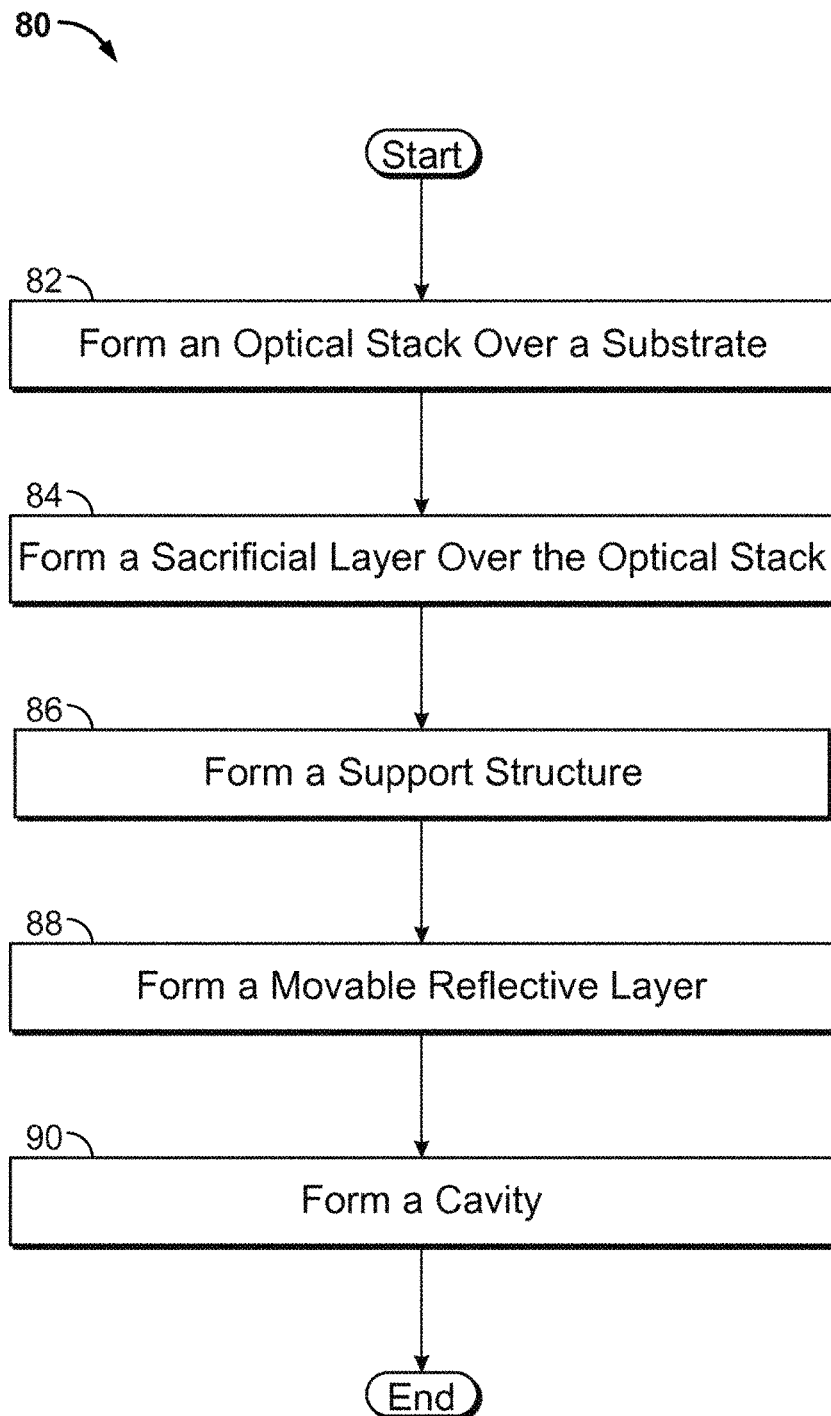 80
Start
82
Form an Optical Stack Over a Substrate
84
Form a Sacrificial Layer Over the Optical Stack
86
Form a Support Structure
88
Form a Movable Reflective Layer
90
Form a Cavity
End